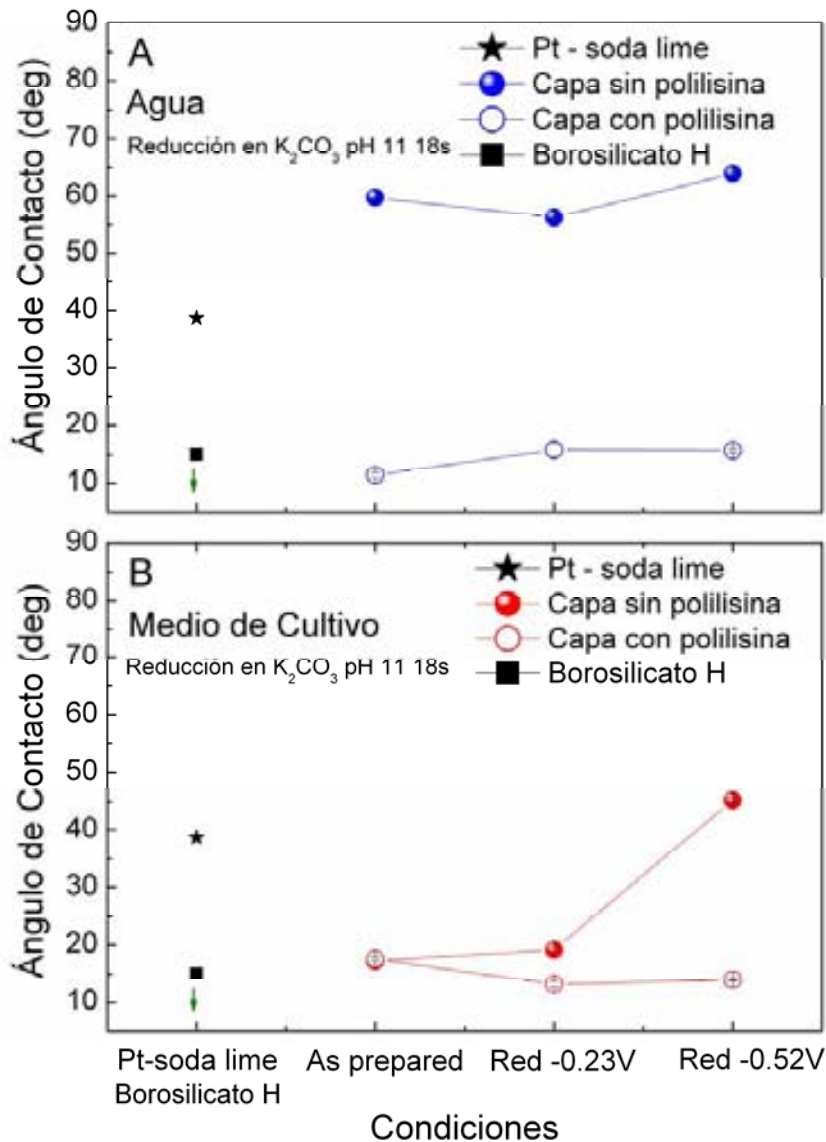 A
Agua
Reducción en K₂CO₃ pH 11 18s
Pt - soda lime
Capa sin polilisina
Capa con polilisina
Borosilicato H
Ángulo de Contacto (deg)
90
80
70
60
50
40
30
20
10
B
Medio de Cultivo
Reducción en K₂CO₃ pH 11 18s
Pt - soda lime
Capa sin polilisina
Capa con polilisina
Borosilicato H
Ángulo de Contacto (deg)
90
80
70
60
50
40
30
20
10
Pt-soda lime
Borosilicato H
As prepared
Red -0.23V
Red -0.52V
Condiciones